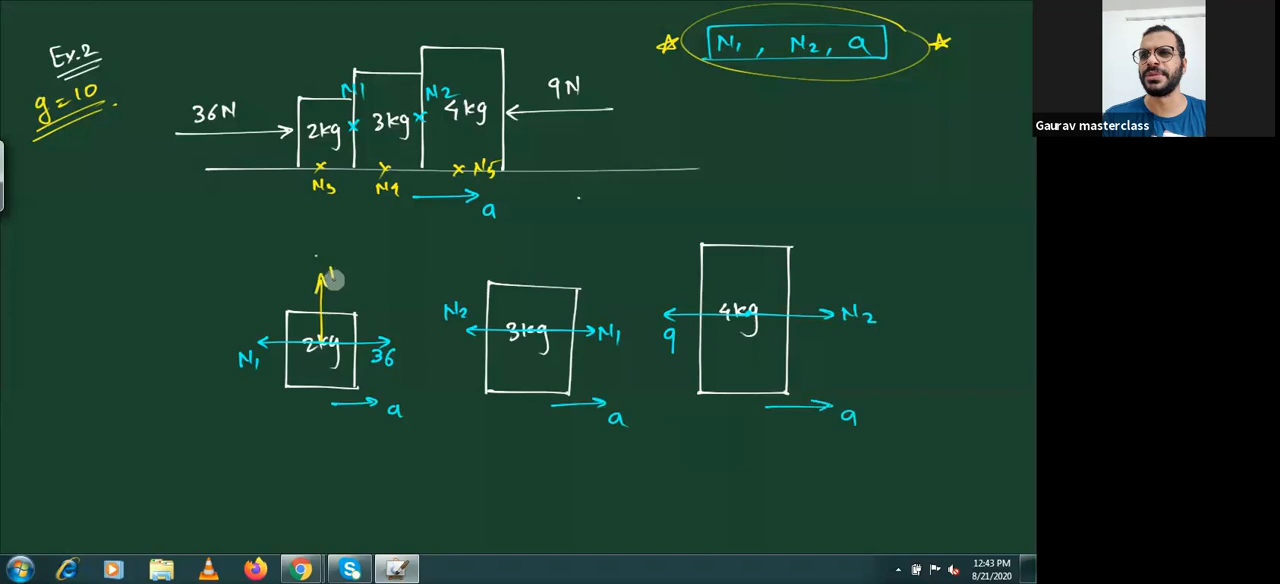 Ex.2
g = 10
N1 , N2 , a
36N
2kg
N1
3kg
N2
4kg
9N
N3
N4
N5
a
N1
2kg
36
a
N2
3kg
N1
a
9
4kg
N2
a
Gaurav masterclass
12:43 PM
8/21/2020